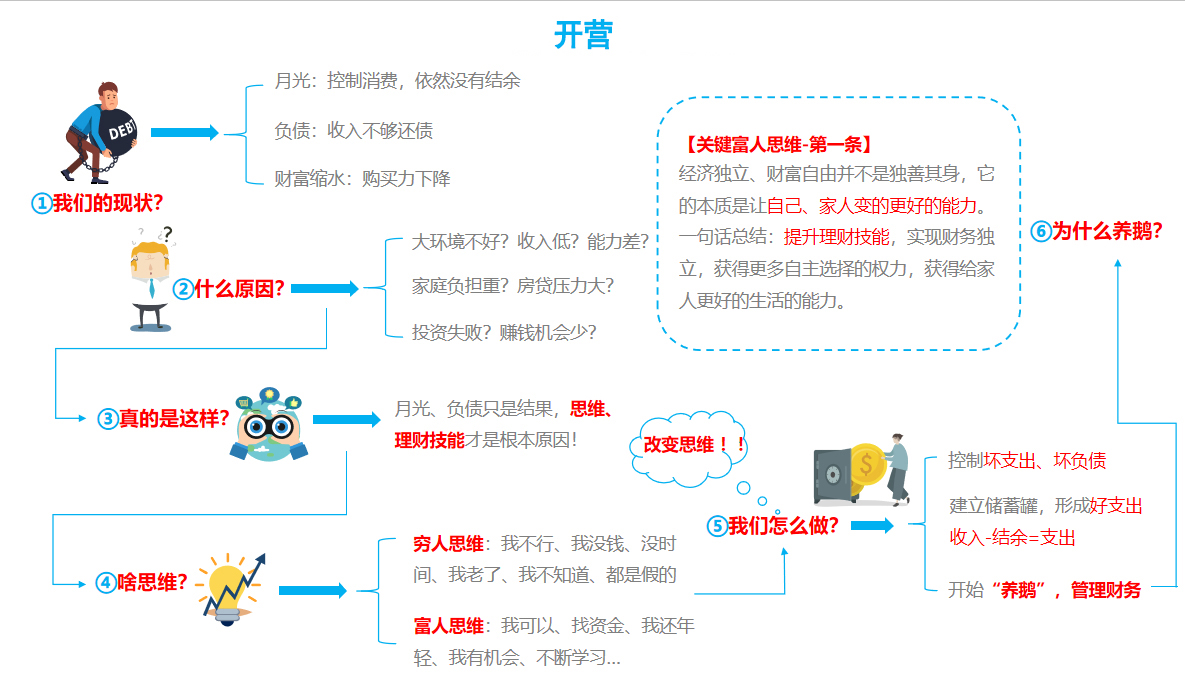 开营
月光：控制消费，依然没有结余
负债：收入不够还债
财富缩水：购买力下降
DEBT
①我们的现状？
? ? ?
②什么原因？
大环境不好？收入低？能力差？
家庭负担重？房贷压力大？
投资失败？赚钱机会少？
③真的是这样？
月光、负债只是结果，思维、
理财技能才是根本原因！
④啥思维？
穷人思维：我不行、我没钱、没时
间、我老了、我不知道、都是假的
富人思维：我可以、找资金、我还年
轻、我有机会、不断学习...
改变思维！！
⑤我们怎么做？
$
控制坏支出、坏负债
建立储蓄罐，形成好支出
收入-结余=支出
开始“养鹅”，管理财务
⑥为什么养鹅？
【关键富人思维-第一条】
经济独立、财富自由并不是独善其身，它
的本质是让自己、家人变的更好的能力。
一句话总结：提升理财技能，实现财务独
立，获得更多自主选择的权力，获得给家
人更好的生活的能力。